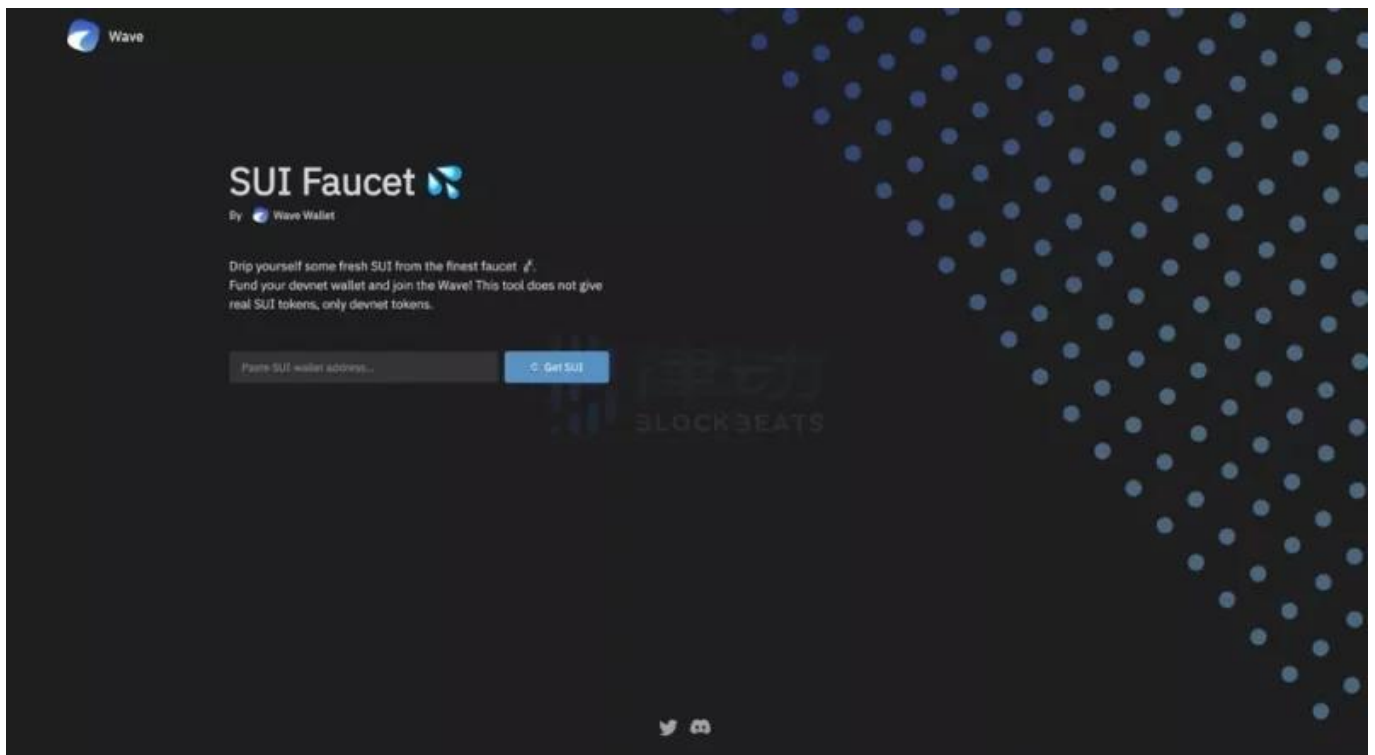 Wave
SUI Faucet 💦
By Wave Wallet
Drip yourself some fresh SUI from the finest faucet 💰.
Fund your devnet wallet and join the Wave! This tool does not give
real SUI tokens, only devnet tokens.
Paste SUI wallet address...
Get SUI
律动
BLOCKBEATS